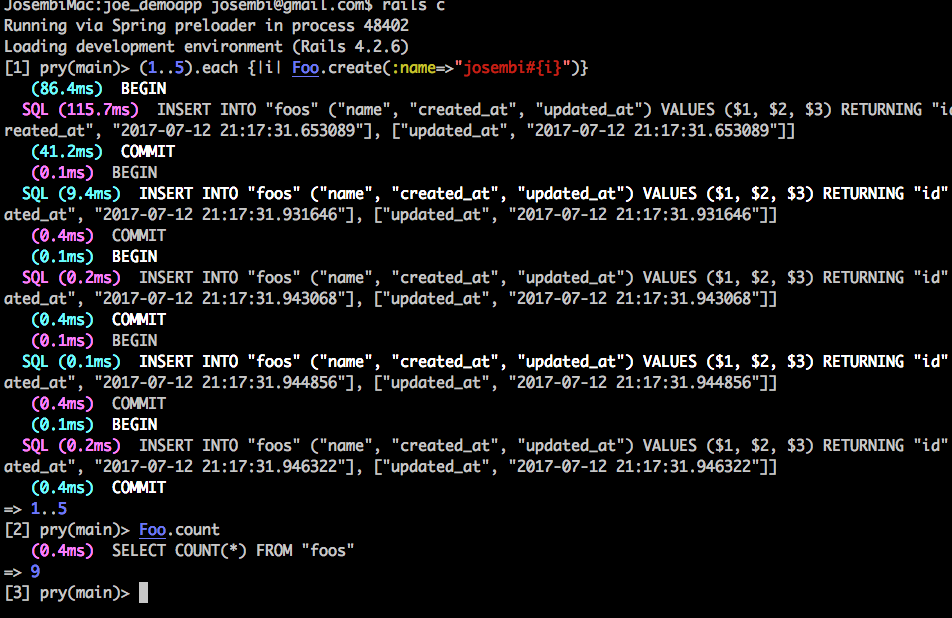 JosembiMac:joe_demoapp josembi@gmail.com$ rails c
Running via Spring preloader in process 48402
Loading development environment (Rails 4.2.6)
[1] pry(main)> (1..5).each {|i| Foo.create(:name=>"josembi#{i}")}
(86.4ms)  BEGIN
SQL (115.7ms)  INSERT INTO "foos" ("name", "created_at", "updated_at") VALUES ($1, $2, $3) RETURNING "i
reated_at", "2017-07-12 21:17:31.653089"], ["updated_at", "2017-07-12 21:17:31.653089"]]
(41.2ms)  COMMIT
(0.1ms)  BEGIN
SQL (9.4ms)  INSERT INTO "foos" ("name", "created_at", "updated_at") VALUES ($1, $2, $3) RETURNING "id"
ated_at", "2017-07-12 21:17:31.931646"], ["updated_at", "2017-07-12 21:17:31.931646"]]
(0.4ms)  COMMIT
(0.1ms)  BEGIN
SQL (0.2ms)  INSERT INTO "foos" ("name", "created_at", "updated_at") VALUES ($1, $2, $3) RETURNING "id"
ated_at", "2017-07-12 21:17:31.943068"], ["updated_at", "2017-07-12 21:17:31.943068"]]
(0.4ms)  COMMIT
(0.1ms)  BEGIN
SQL (0.1ms)  INSERT INTO "foos" ("name", "created_at", "updated_at") VALUES ($1, $2, $3) RETURNING "id"
ated_at", "2017-07-12 21:17:31.944856"], ["updated_at", "2017-07-12 21:17:31.944856"]]
(0.4ms)  COMMIT
(0.1ms)  BEGIN
SQL (0.2ms)  INSERT INTO "foos" ("name", "created_at", "updated_at") VALUES ($1, $2, $3) RETURNING "id"
ated_at", "2017-07-12 21:17:31.946322"], ["updated_at", "2017-07-12 21:17:31.946322"]]
(0.4ms)  COMMIT
=> 1..5
[2] pry(main)> Foo.count
(0.4ms)  SELECT COUNT(*) FROM "foos"
=> 9
[3] pry(main)>